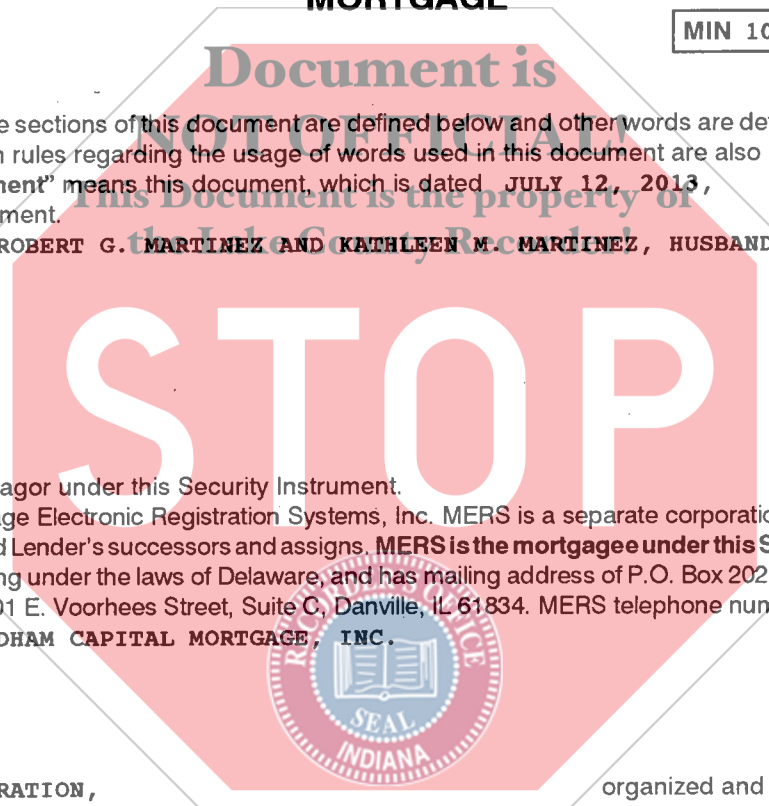 MORTGAGE
MIN 10
Document is
e sections of this document are defined below and other words are de
NOT OFFICIAL!
n rules regarding the usage of words used in this document are also
ment" means this document, which is dated JULY 12, 2013,
This Document is the property of
ment.
ROBERT G. MARTINEZ AND KATHLEEN M. MARTINEZ, HUSBAND
the Lake County Recorder!
STOP
agor under this Security Instrument.
ge Electronic Registration Systems, Inc. MERS is a separate corporatio
d Lender's successors and assigns. MERS is the mortgagee under this S
ng under the laws of Delaware, and has mailing address of P.O. Box 202
01 E. Voorhees Street, Suite C, Danville, IL 61834. MERS telephone num
DHAM CAPITAL MORTGAGE, INC.
RECORDER'S OFFICE
SEAL
INDIANA
RATION,
organized and